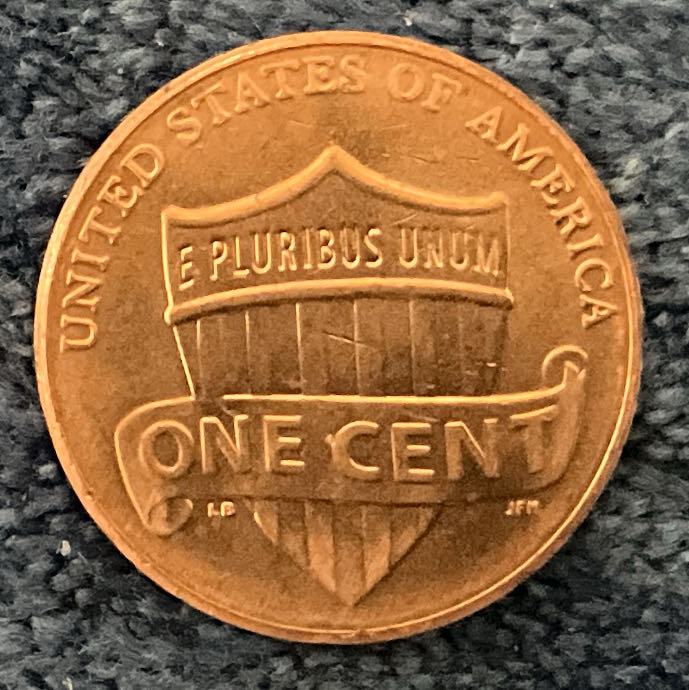 UNITED STATES OF AMERICA
E PLURIBUS UNUM
ONE CENT
LB
JFM